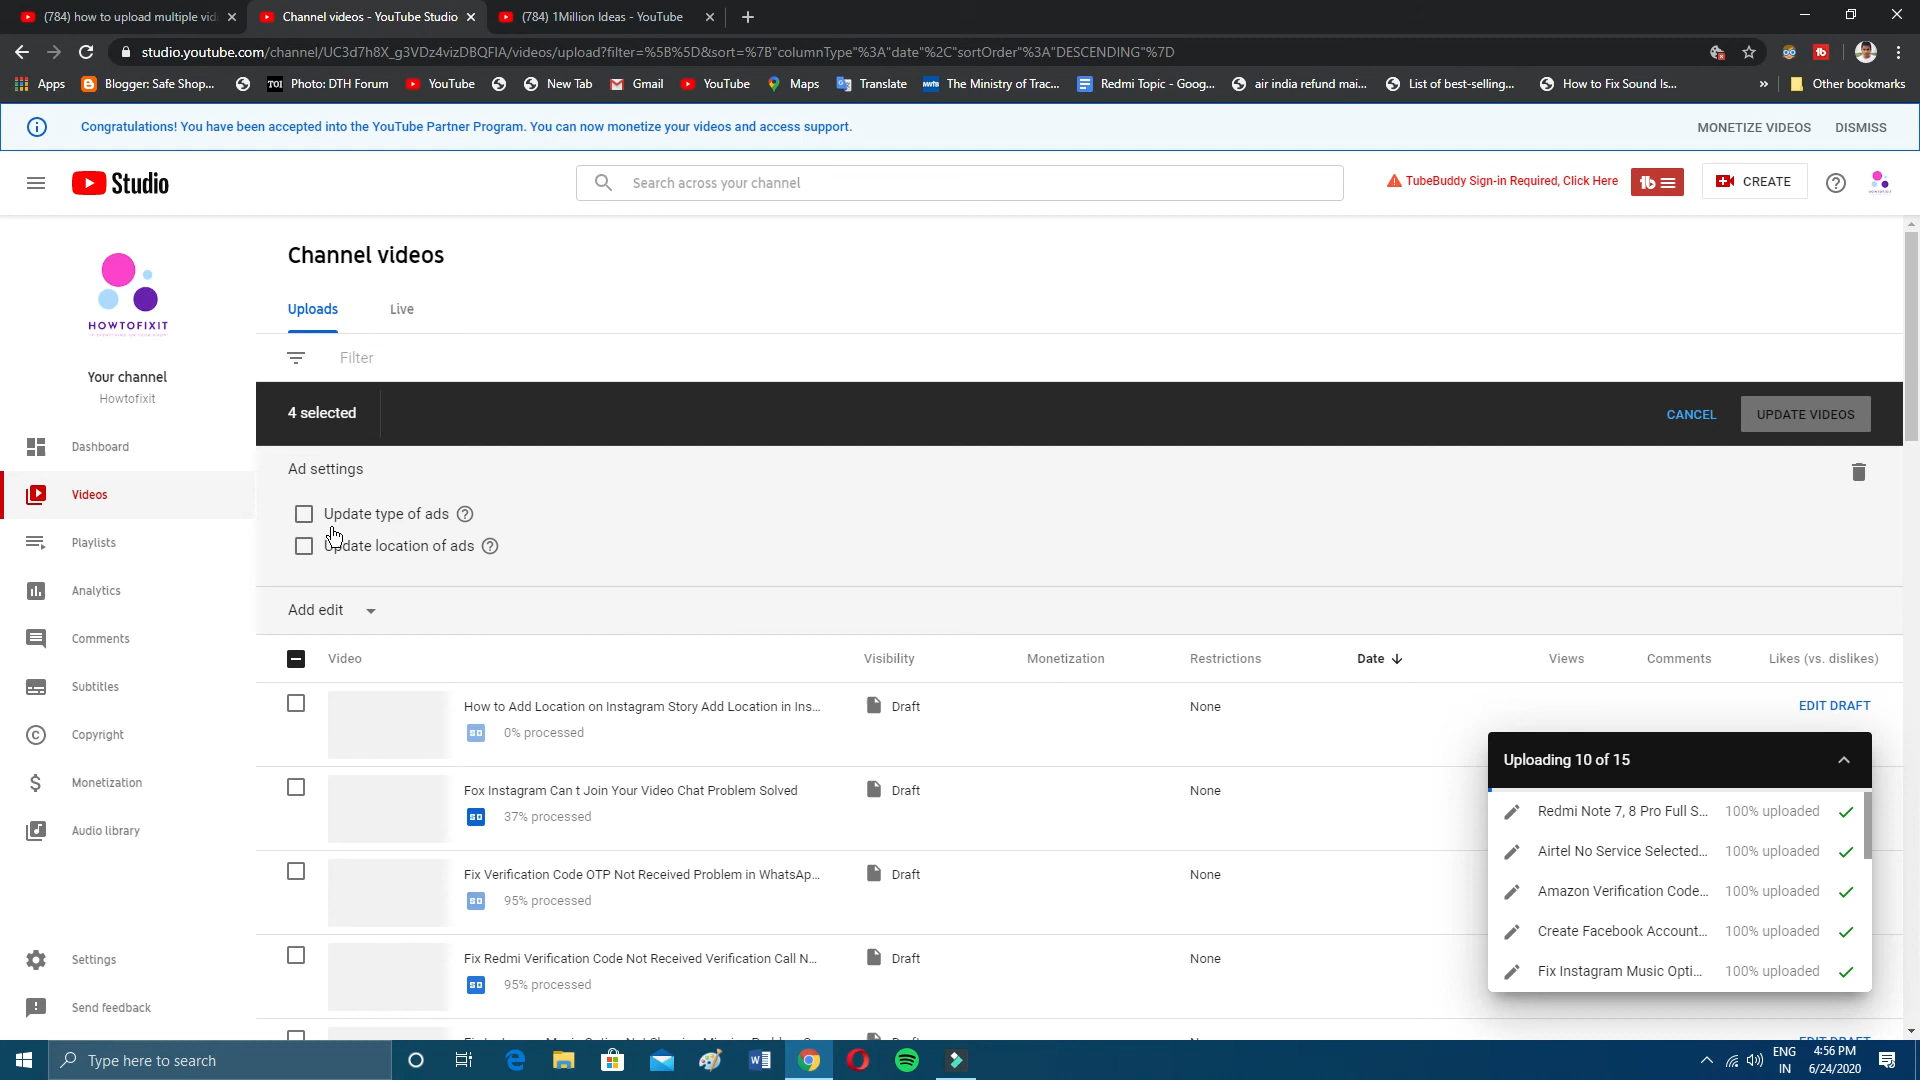 (784) how to upload multiple vid
Channel videos - YouTube Studio
(784) 1Million Ideas - YouTube
studio.youtube.com/channel/UC3d7h8X_g3VDz4vizDBQFIA/videos/upload?filter=%5B%5D&sort=%7B"columnType"%3A"date"%2C"sortOrder"%3A"DESCENDING"%7D
Apps
Blogger: Safe Shop...
TOI Photo: DTH Forum
YouTube
New Tab
Gmail
YouTube
Maps
Translate
The Ministry of Trac...
Redmi Topic - Goog...
air india refund mai...
List of best-selling...
How to Fix Sound Is...
Other bookmarks
Congratulations! You have been accepted into the YouTube Partner Program. You can now monetize your videos and access support.
MONETIZE VIDEOS
DISMISS
Studio
Search across your channel
TubeBuddy Sign-in Required, Click Here
tb
CREATE
HOWTOFIXIT
Your channel
Howtofixit
Dashboard
Videos
Playlists
Analytics
Comments
Subtitles
Copyright
Monetization
Audio library
Settings
Send feedback
Channel videos
Uploads
Live
Filter
4 selected
CANCEL
UPDATE VIDEOS
Ad settings
Update type of ads
Update location of ads
Add edit
Video
Visibility
Monetization
Restrictions
Date
Views
Comments
Likes (vs. dislikes)
How to Add Location on Instagram Story Add Location in Ins...
SD 0% processed
Draft
None
EDIT DRAFT
Fox Instagram Can t Join Your Video Chat Problem Solved
SD 37% processed
Draft
None
Fix Verification Code OTP Not Received Problem in WhatsAp...
SD 95% processed
Draft
None
Fix Redmi Verification Code Not Received Verification Call N...
SD 95% processed
Draft
None
Uploading 10 of 15
Redmi Note 7, 8 Pro Full S... 100% uploaded
Airtel No Service Selected... 100% uploaded
Amazon Verification Code... 100% uploaded
Create Facebook Account... 100% uploaded
Fix Instagram Music Opti... 100% uploaded
EDIT DRAFT
Type here to search
ENG
IN
4:56 PM
6/24/2020